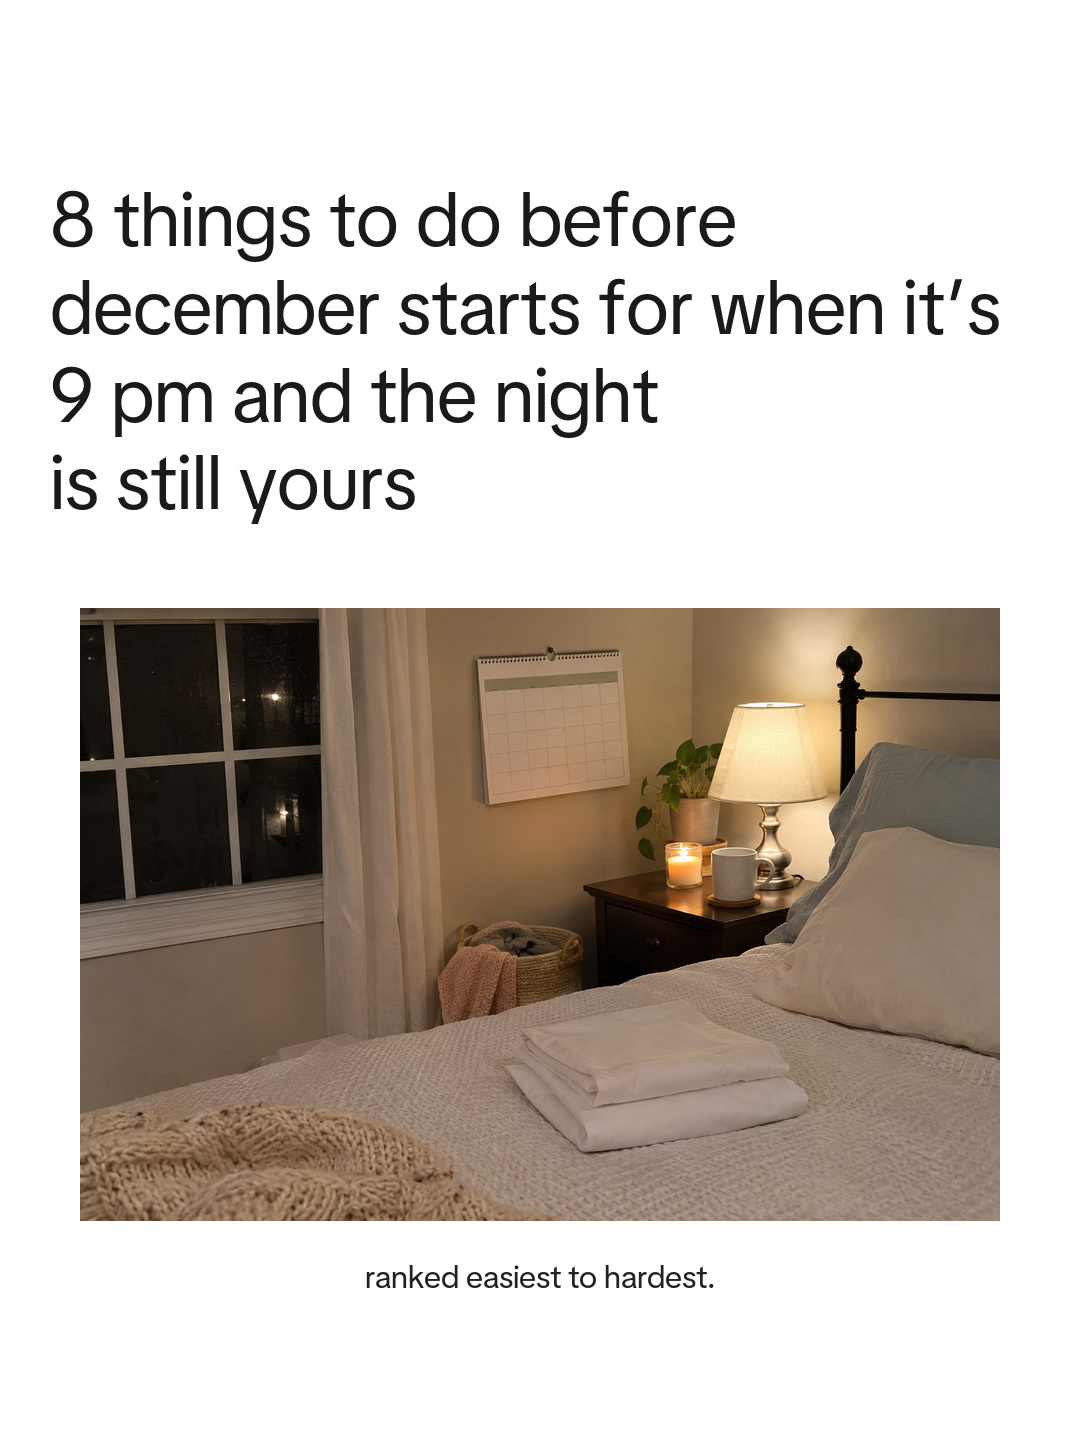 8 things to do before
december starts for when it’s
9 pm and the night
is still yours
ranked easiest to hardest.